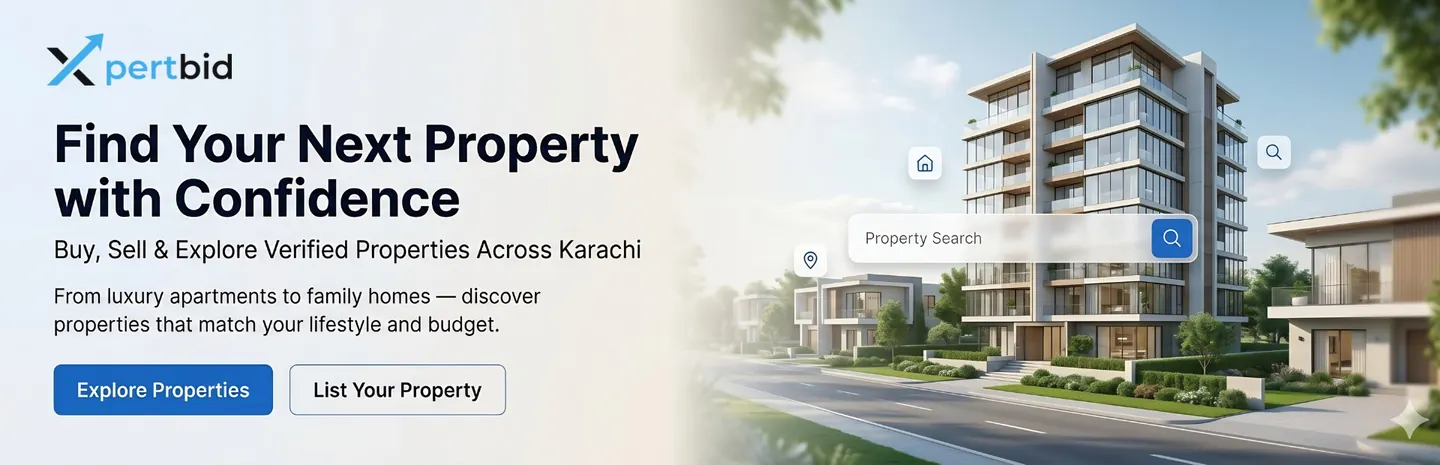 Xpertbid
Find Your Next Property
with Confidence
Buy, Sell & Explore Verified Properties Across Karachi
From luxury apartments to family homes — discover
properties that match your lifestyle and budget.
Explore Properties
List Your Property
Property Search